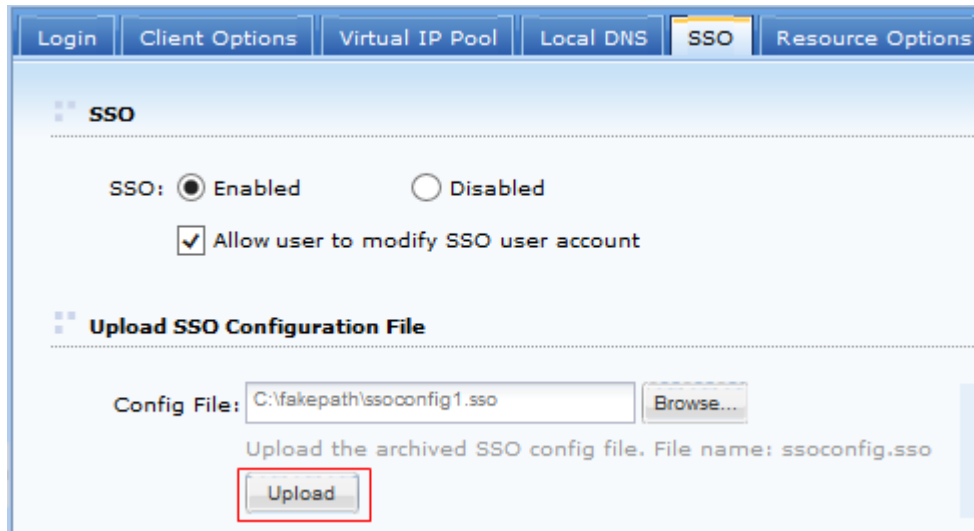 Login Client Options Virtual IP Pool Local DNS SSO Resource Options
SSO
SSO: Enabled Disabled
Allow user to modify SSO user account
Upload SSO Configuration File
Config File: C:\fakepath\ssoconfig1.sso Browse...
Upload the archived SSO config file. File name: ssoconfig.sso
Upload